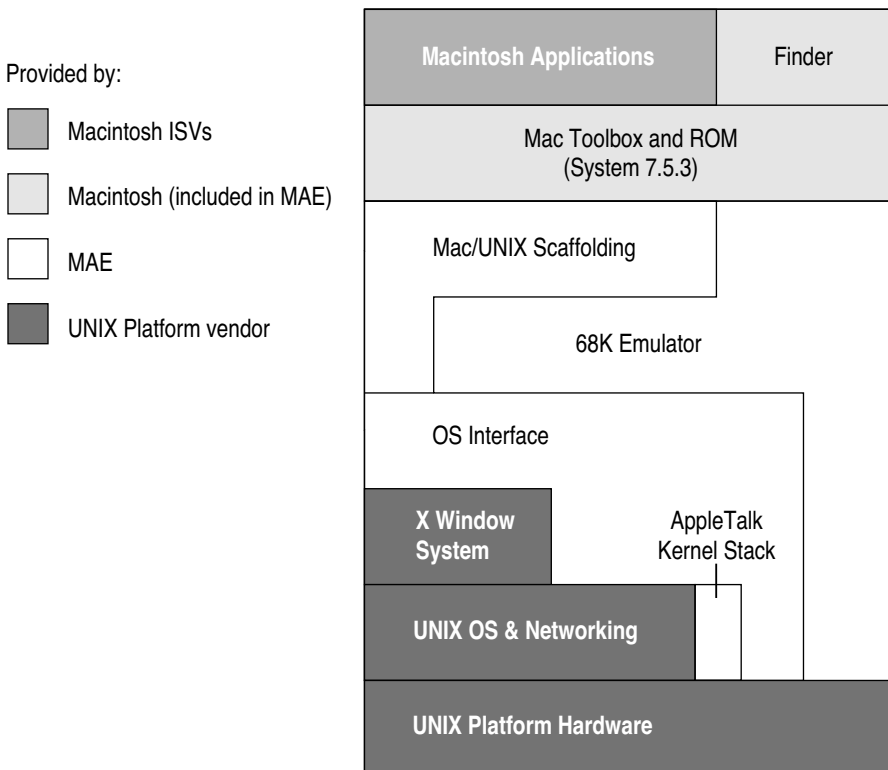 Provided by:
Macintosh ISVs
Macintosh (included in MAE)
MAE
UNIX Platform vendor
Macintosh Applications
Finder
Mac Toolbox and ROM
(System 7.5.3)
Mac/UNIX Scaffolding
68K Emulator
OS Interface
X Window
System
AppleTalk
Kernel Stack
UNIX OS & Networking
UNIX Platform Hardware